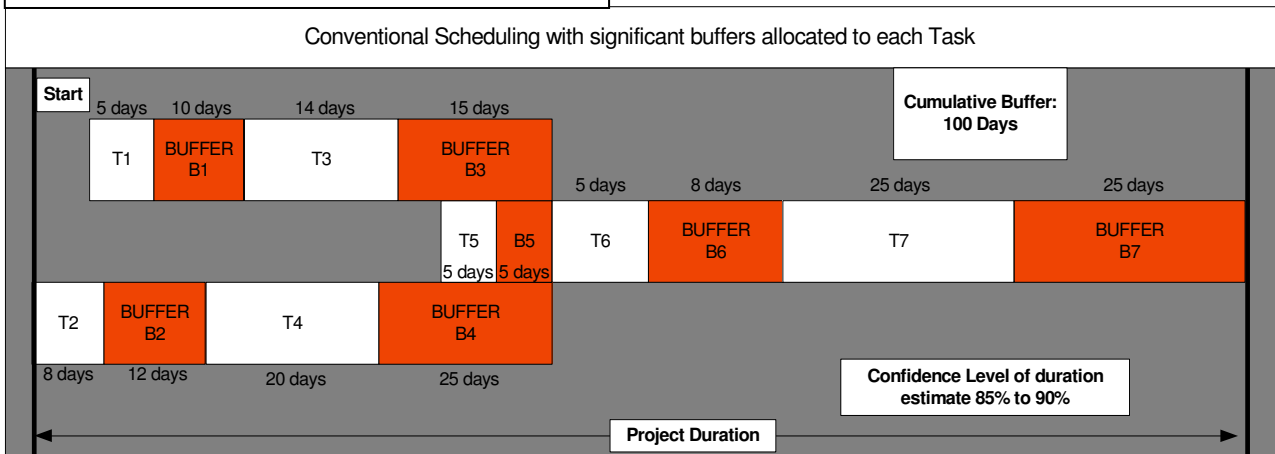 Conventional Scheduling with significant buffers allocated to each Task
Start
Cumulative Buffer:
100 Days
5 days 10 days 14 days 15 days
T1
BUFFER
B1
T3
BUFFER
B3
5 days 8 days 25 days 25 days
T5
B5
5 days 5 days
T6
BUFFER
B6
T7
BUFFER
B7
T2
BUFFER
B2
T4
BUFFER
B4
8 days 12 days 20 days 25 days
Confidence Level of duration
estimate 85% to 90%
Project Duration